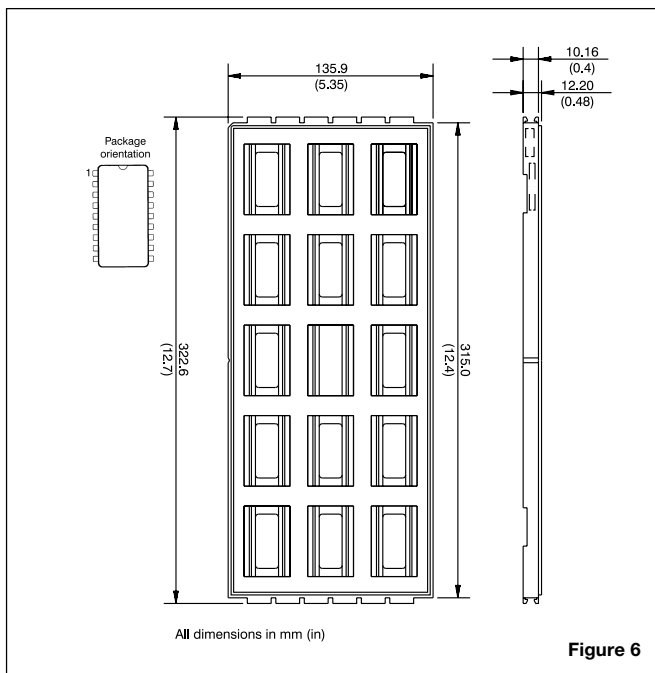 135.9
(5.35)
10.16
(0.4)
12.20
(0.48)
Package
orientation
1
322.6
(12.7)
315.0
(12.4)
All dimensions in mm (in)
Figure 6